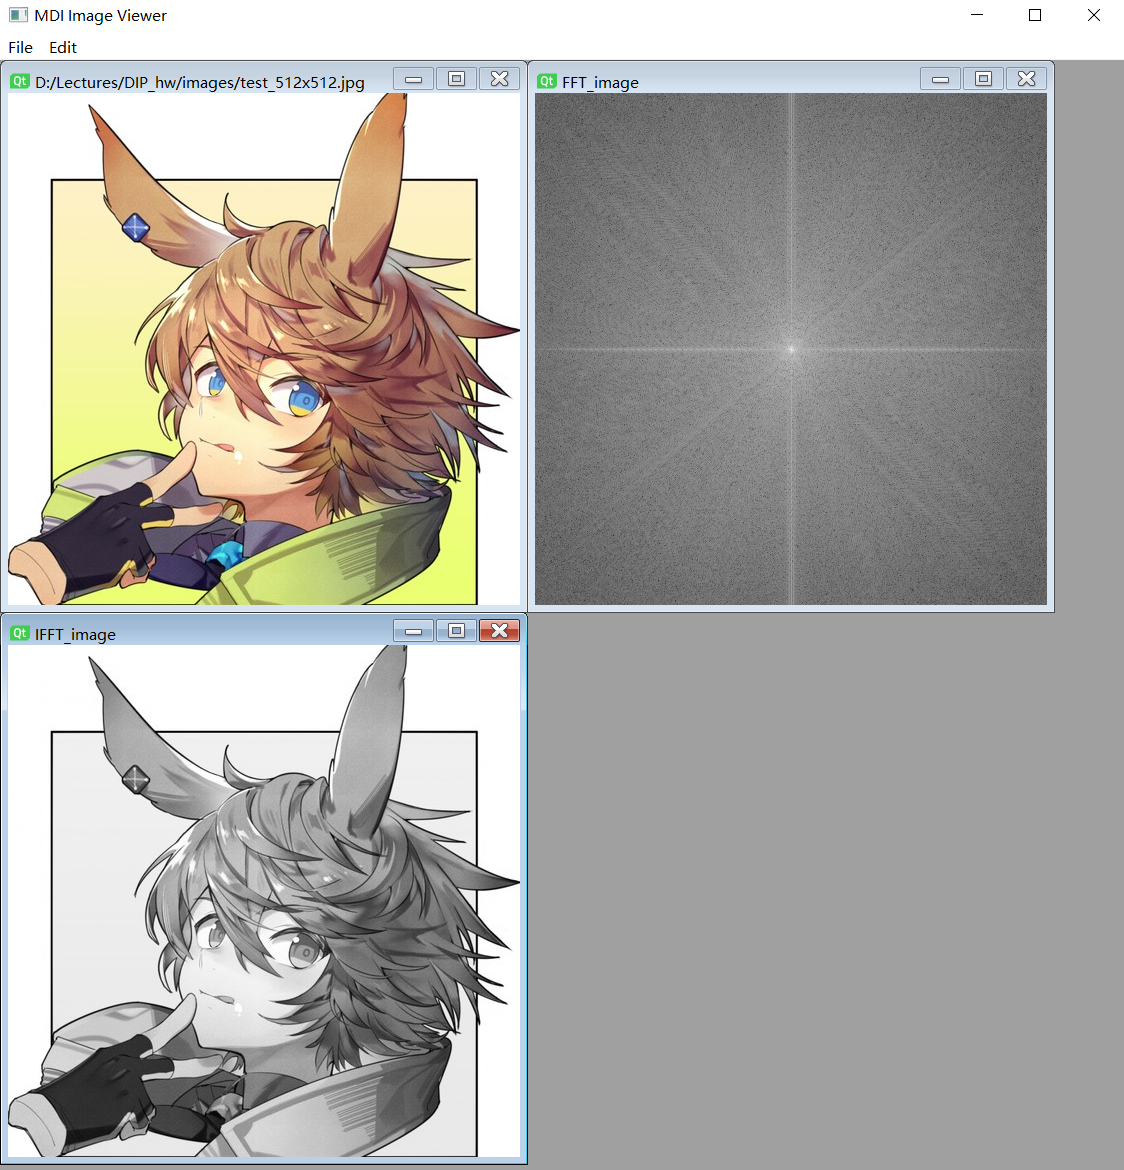 MDI Image Viewer
File Edit
Qt D:/Lectures/DIP_hw/images/test_512x512.jpg
Qt FFT_image
Qt IFFT_image